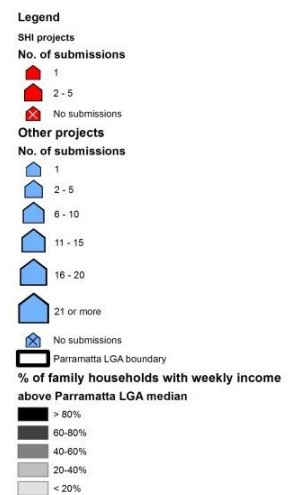 Legend
SHI projects
No. of submissions
1
2 - 5
No submissions
Other projects
No. of submissions
1
2 - 5
6 - 10
11 - 15
16 - 20
21 or more
No submissions
Parramatta LGA boundary
% of family households with weekly income
above Parramatta LGA median
> 80%
60-80%
40-60%
20-40%
< 20%